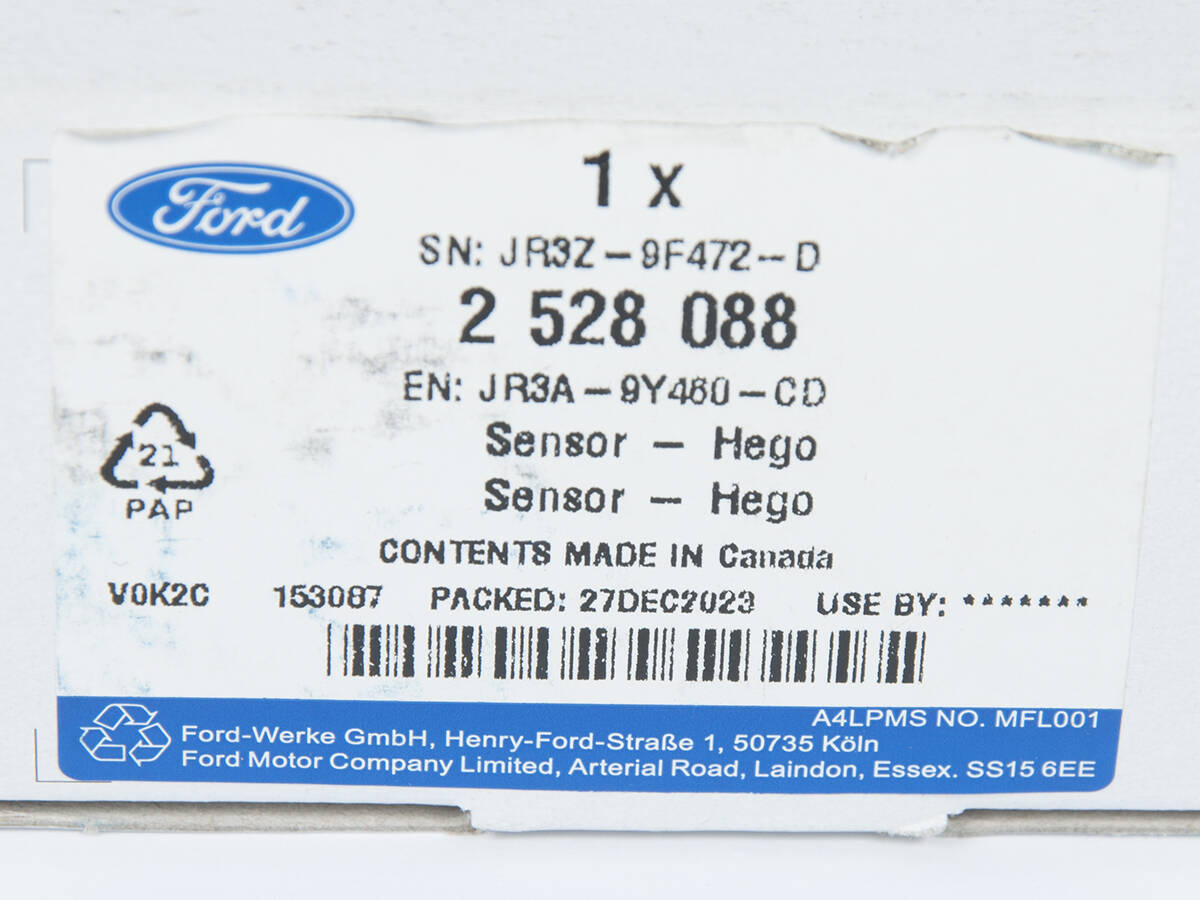 Ford
1 x
SN: JR3Z-9F472-D
2 528 088
EN: JR3A-9Y460-CD
Sensor - Hego
Sensor - Hego
21
PAP
CONTENTS MADE IN Canada
V0K2C 153087 PACKED: 27DEC2023 USE BY: *******
A4LPMS NO. MFL001
Ford-Werke GmbH, Henry-Ford-Straße 1, 50735 Köln
Ford Motor Company Limited, Arterial Road, Laindon, Essex. SS15 6EE